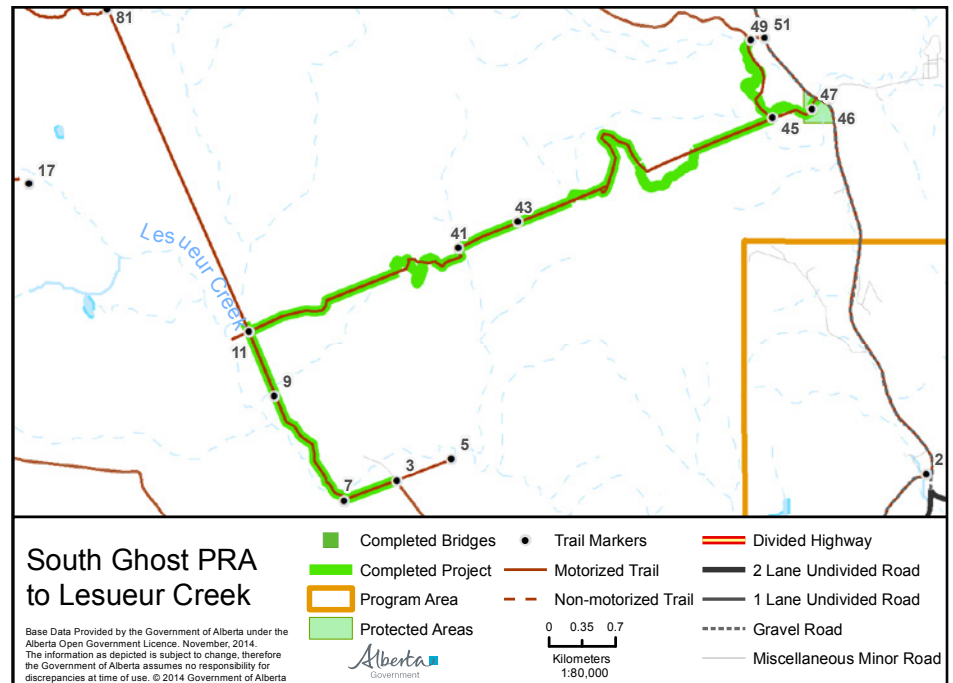 81
49
51
47
46
45
17
43
41
Lesueur Creek
11
9
5
3
7
2
South Ghost PRA
to Lesueur Creek
Base Data Provided by the Government of Alberta under the
Alberta Open Government Licence. November, 2014.
The information as depicted is subject to change, therefore
the Government of Alberta assumes no responsibility for
discrepancies at time of use. © 2014 Government of Alberta
Completed Bridges
Completed Project
Program Area
Protected Areas
Alberta
Government
Trail Markers
Motorized Trail
Non-motorized Trail
0 0.35 0.7
Kilometers
1:80,000
Divided Highway
2 Lane Undivided Road
1 Lane Undivided Road
Gravel Road
Miscellaneous Minor Road